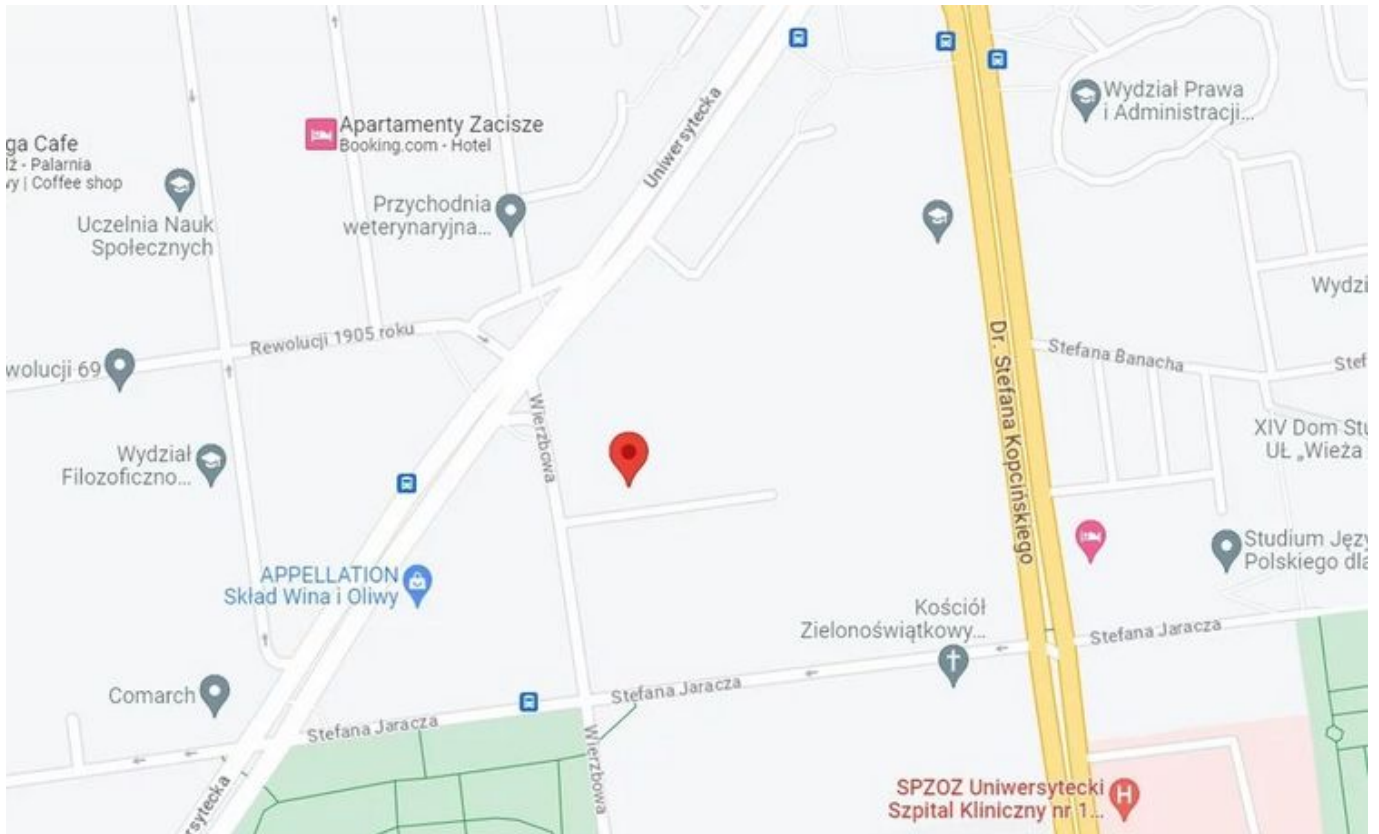 Wydział Prawa
i Administracji...
Apartamenty Zacisze
Booking.com - Hotel
Uniwersytecka
ga Cafe
dź - Palarnia
vy | Coffee shop
Uczelnia Nauk
Społecznych
Przychodnia
weterynaryjna...
Wydzi
Rewolucji 1905 roku
wolucji 69
Dr. Stefana Kopcińskiego
Stefana Banacha
Stef
Wierzbowa
Wydział
Filozoficzno...
XIV Dom Stu
UŁ „Wieża
APPELLATION
Skład Wina i Oliwy
Studium Języ
Polskiego dla
Kościół
Zielonoświątkowy...
Stefana Jaracza
Stefana Jaracza
Comarch
Stefana Jaracza
Wierzbowa
rsytecka
SPZOZ Uniwersytecki
Szpital Kliniczny nr 1...
H